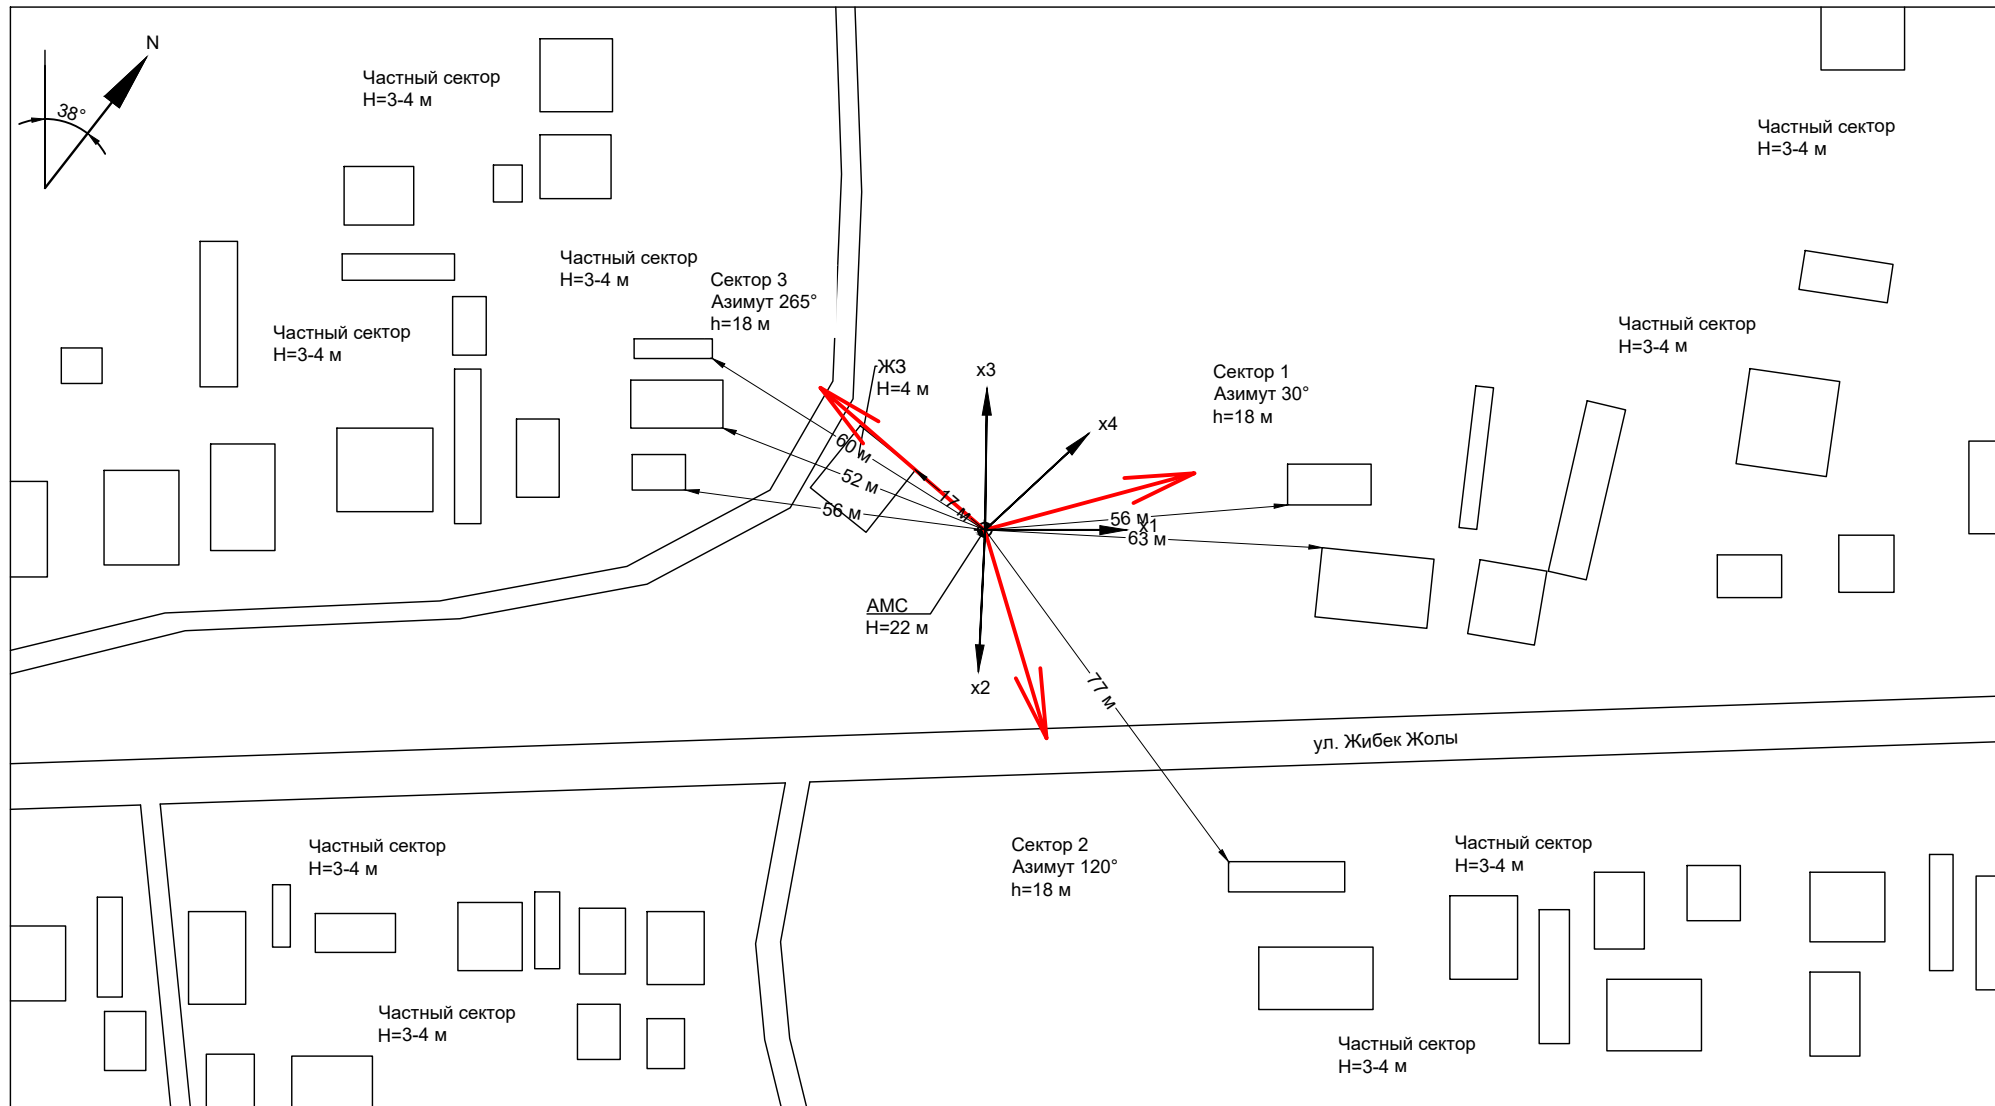 N
38°
Частный сектор
H=3-4 м
Частный сектор
H=3-4 м
Частный сектор
H=3-4 м
Сектор 3
Азимут 265°
h=18 м
Частный сектор
H=3-4 м
Частный сектор
H=3-4 м
ЖЗ
H=4 м
x3
Сектор 1
Азимут 30°
h=18 м
x4
60 м
52 м
56 м
17 м
56 м
x1
63 м
АМС
H=22 м
x2
77 м
ул. Жибек Жолы
Частный сектор
H=3-4 м
Сектор 2
Азимут 120°
h=18 м
Частный сектор
H=3-4 м
Частный сектор
H=3-4 м
Частный сектор
H=3-4 м